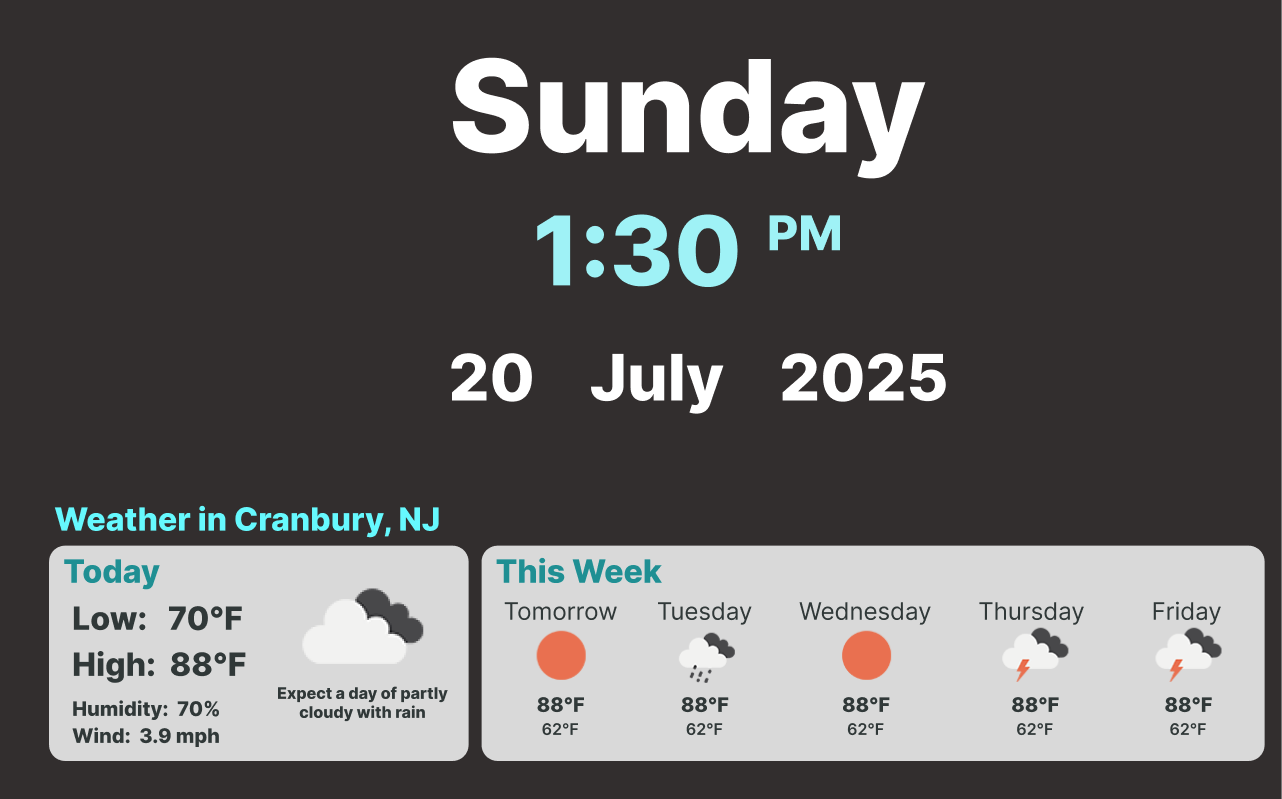 Sunday
1:30 PM
20 July 2025
Weather in Cranbury, NJ
Today
Low: 70°F
High: 88°F
Humidity: 70%
Wind: 3.9 mph
Expect a day of partly
cloudy with rain
This Week
Tomorrow Tuesday Wednesday Thursday Friday
88°F 88°F 88°F 88°F 88°F
62°F 62°F 62°F 62°F 62°F